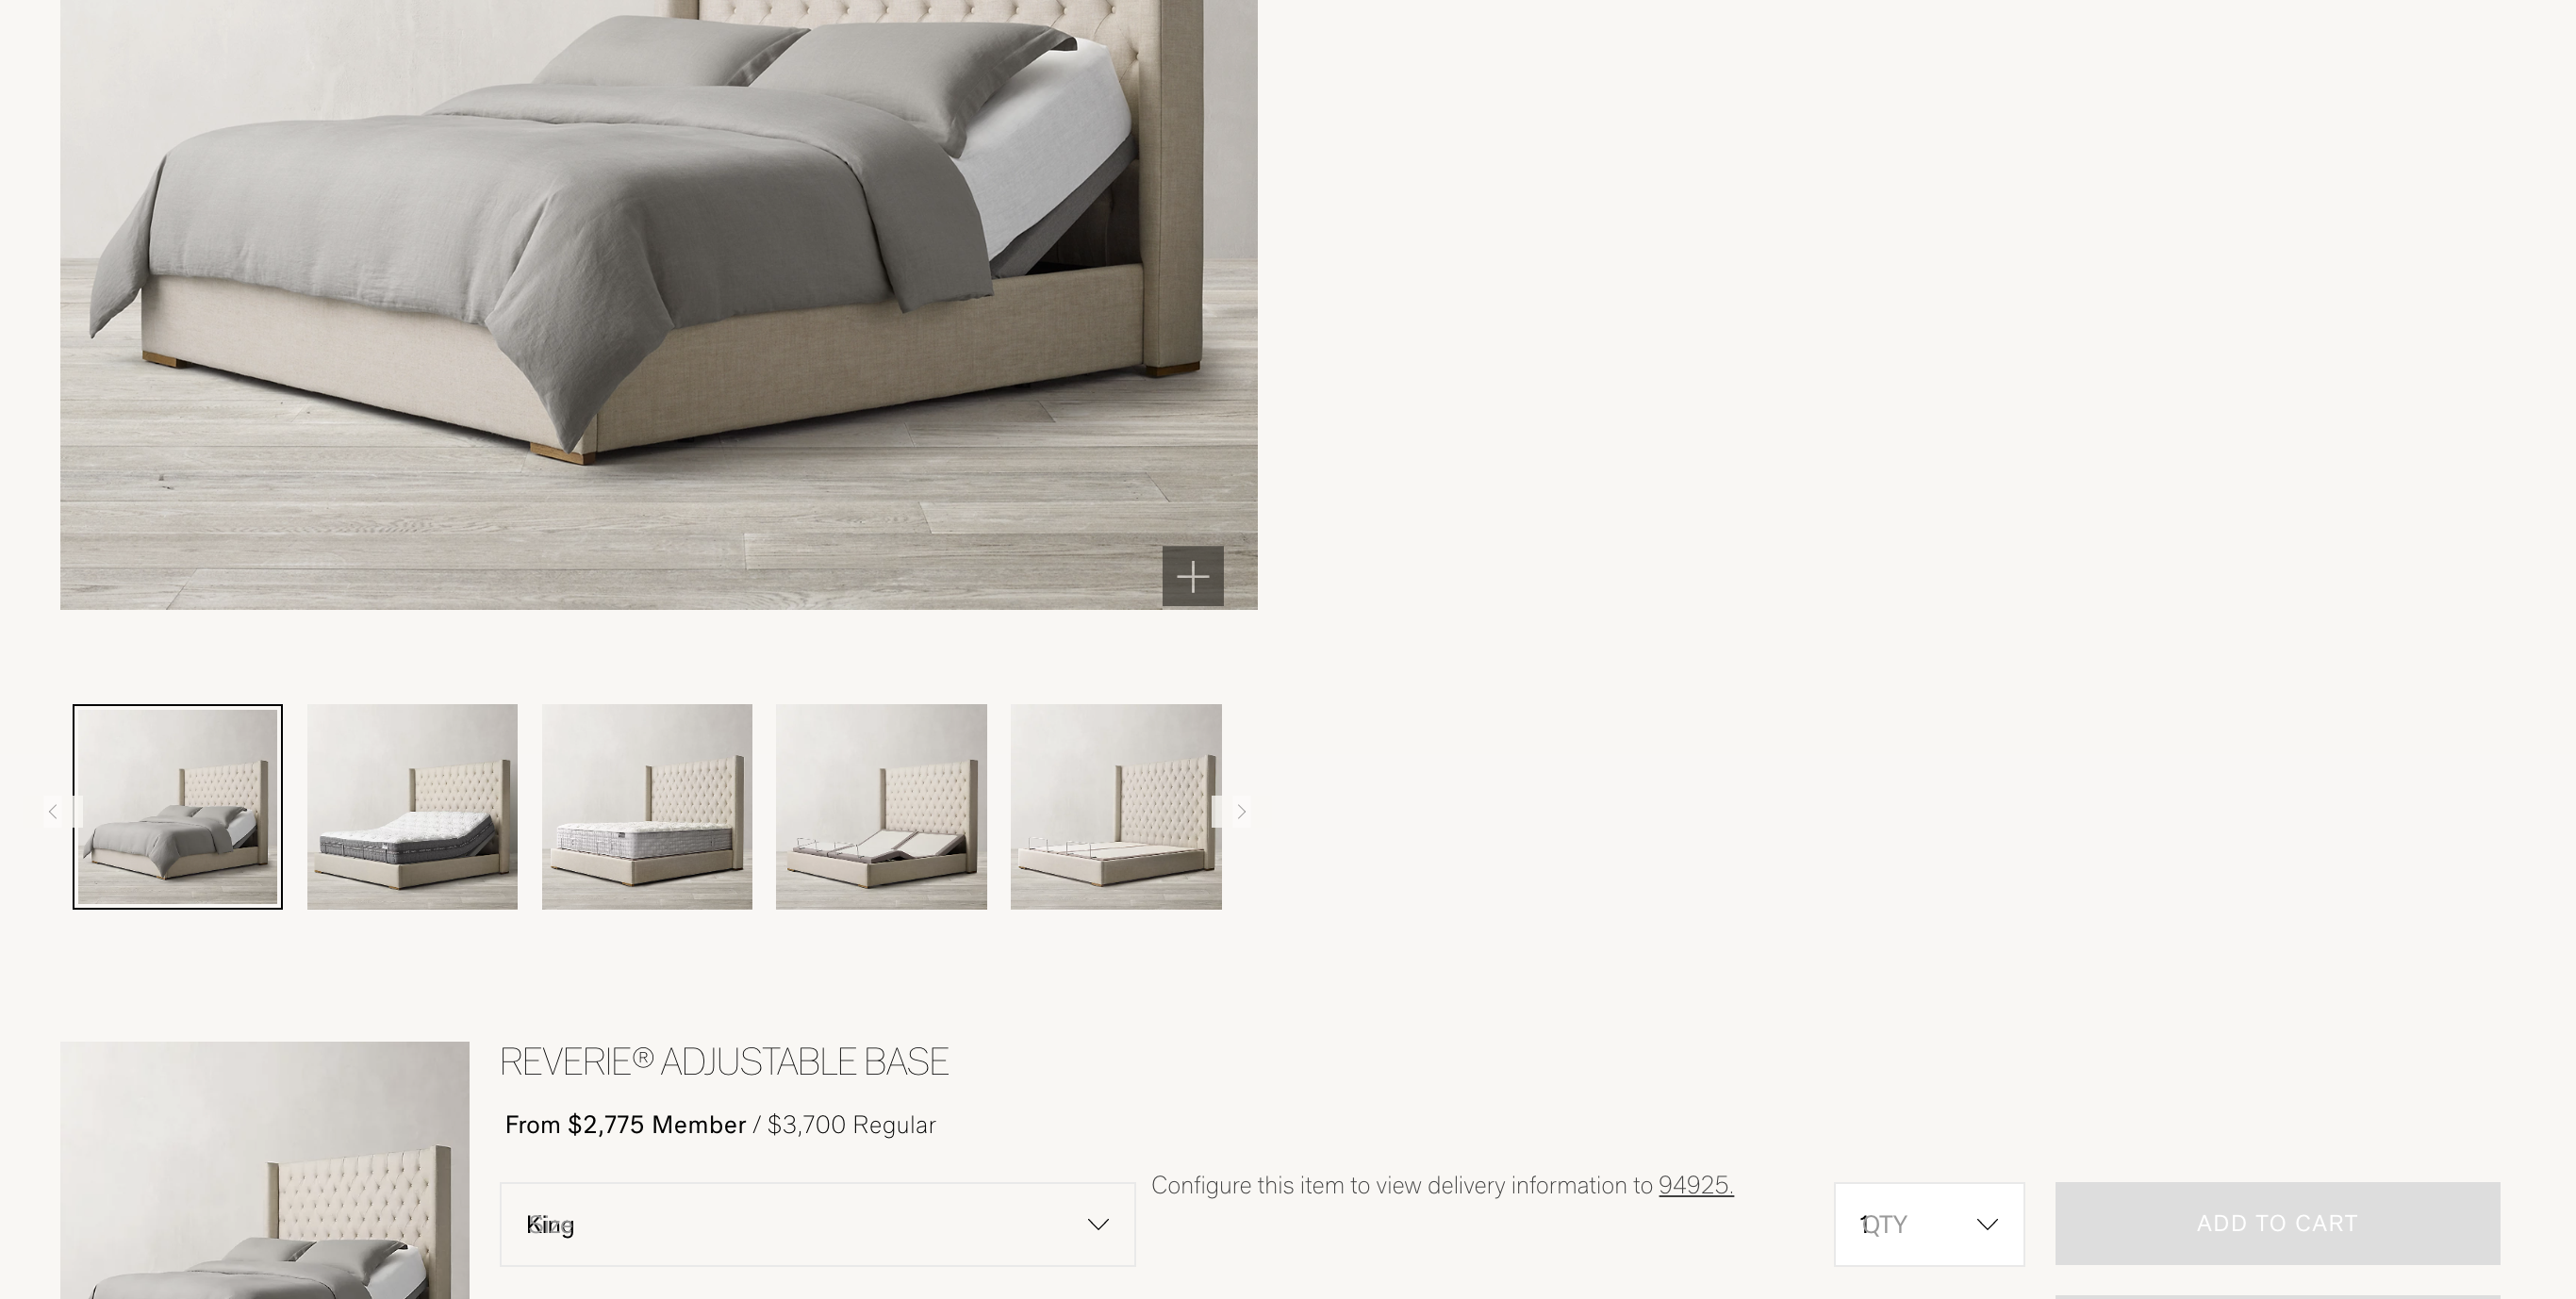 REVERIE® ADJUSTABLE BASE
From $2,775 Member / $3,700 Regular
Configure this item to view delivery information to 94925.
King
Size
1
QTY
ADD TO CART